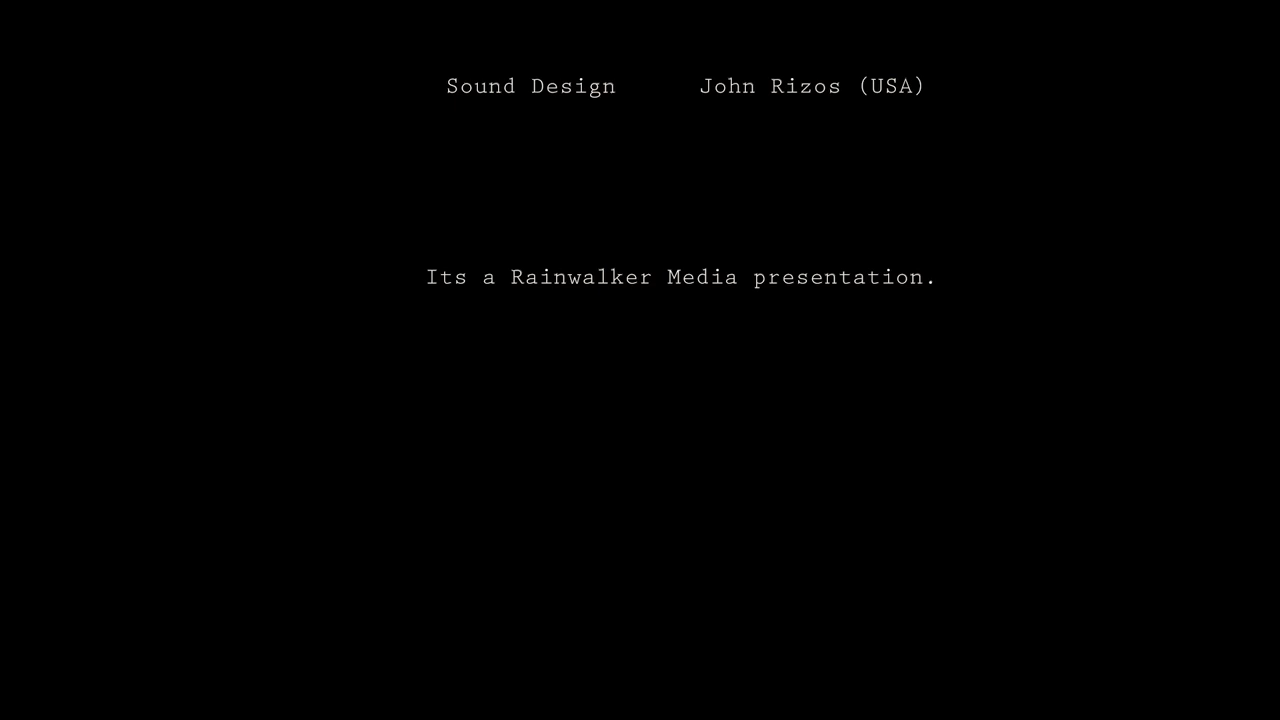 Sound Design John Rizos (USA)
Its a Rainwalker Media presentation.